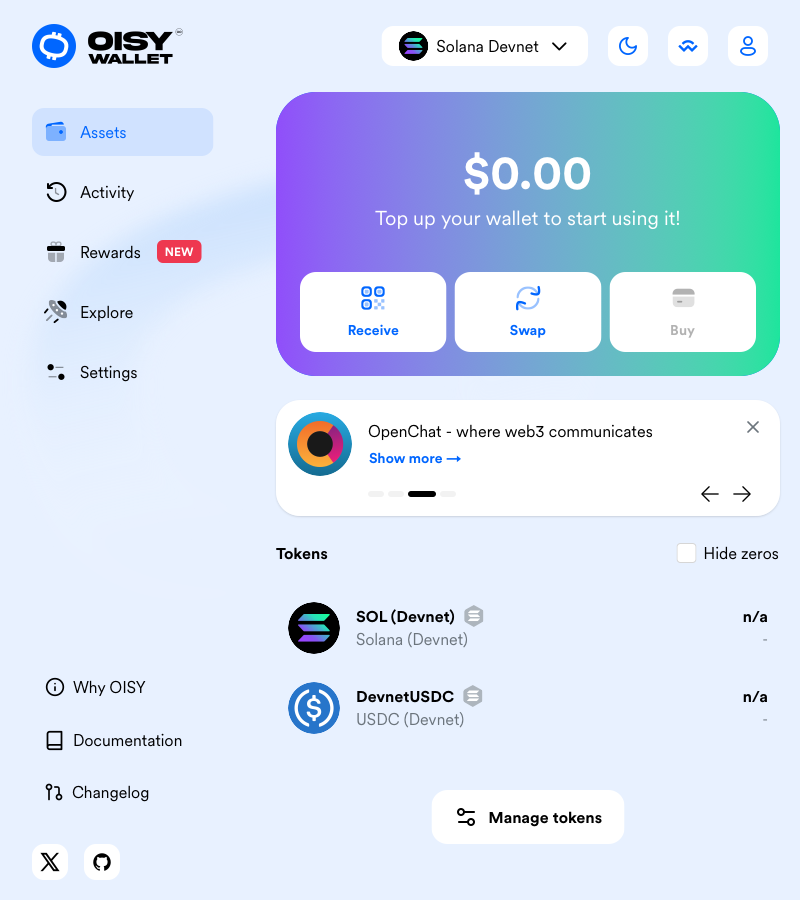 OISY
WALLET
Solana Devnet
Assets
Activity
Rewards NEW
Explore
Settings
$0.00
Top up your wallet to start using it!
Receive
Swap
Buy
OpenChat - where web3 communicates
Show more →
Tokens
Hide zeros
SOL (Devnet)
n/a
Solana (Devnet)
-
DevnetUSDC
n/a
USDC (Devnet)
-
Manage tokens
Why OISY
Documentation
Changelog